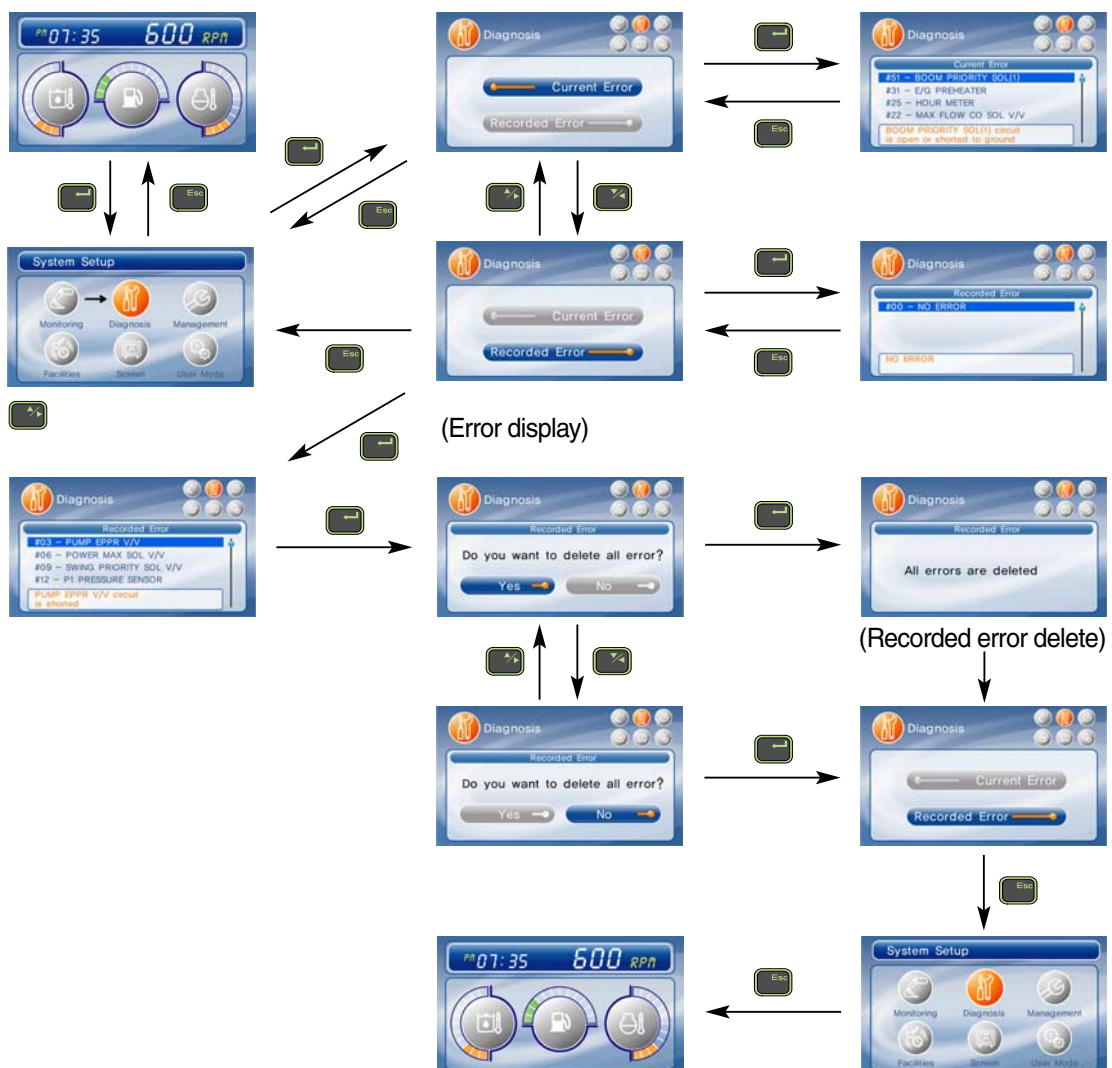 PM 07:35 600 RPM
Diagnosis
Current Error
Recorded Error
Diagnosis
Current Error
#51 - BOOM PRIORITY SOL(1)
#31 - E/G PREHEATER
#25 - HOUR METER
#22 - MAX FLOW CO SOL V/V
BOOM PRIORITY SOL(1) circuit
is open or shorted to ground
Esc
Esc
Esc
System Setup
Monitoring
Diagnosis
Management
Facilities
Screen
User Mode
Diagnosis
Current Error
Recorded Error
Diagnosis
Recorded Error
#00 - NO ERROR
NO ERROR
Esc
Esc
(Error display)
Diagnosis
Recorded Error
#03 - PUMP EPPR V/V
#06 - POWER MAX SOL V/V
#09 - SWING PRIORITY SOL V/V
#12 - P1 PRESSURE SENSOR
PUMP EPPR V/V circuit
is shorted
Diagnosis
Recorded Error
Do you want to delete all error?
Yes
No
Diagnosis
Recorded Error
All errors are deleted
(Recorded error delete)
Diagnosis
Recorded Error
Do you want to delete all error?
Yes
No
Diagnosis
Current Error
Recorded Error
Esc
PM 07:35 600 RPM
Esc
System Setup
Monitoring
Diagnosis
Management
Facilities
Screen
User Mode